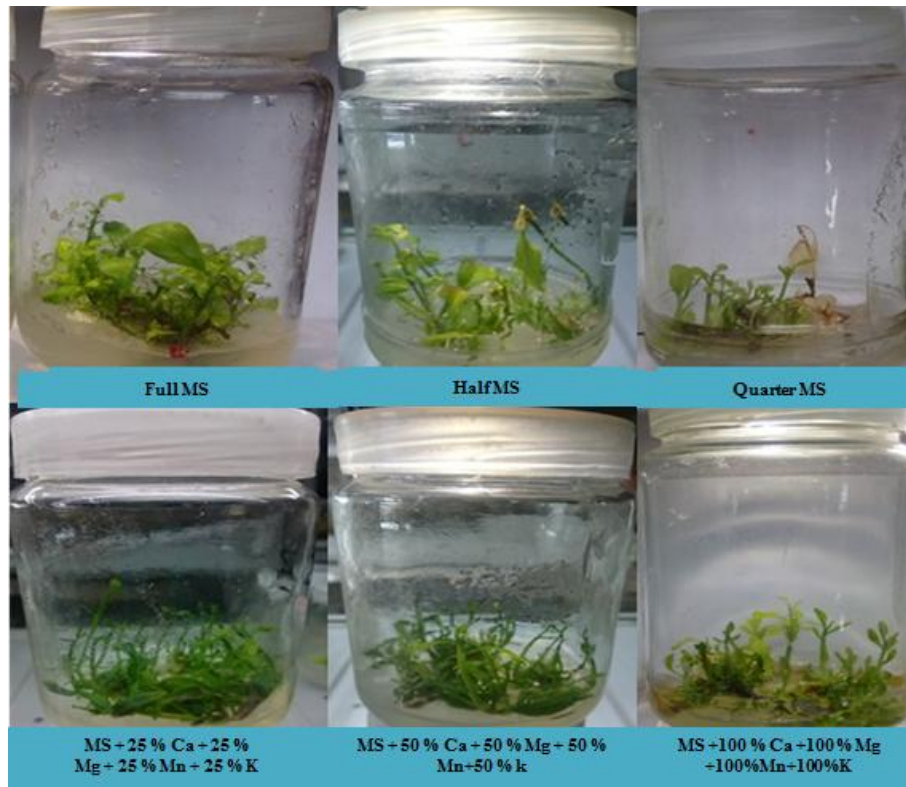 Full MS
Half MS
Quarter MS
MS + 25 % Ca + 25 %
Mg + 25 % Mn + 25 % K
MS + 50 % Ca + 50 % Mg + 50 %
Mn+50 % k
MS +100 % Ca +100% Mg
+100%Mn+100%K